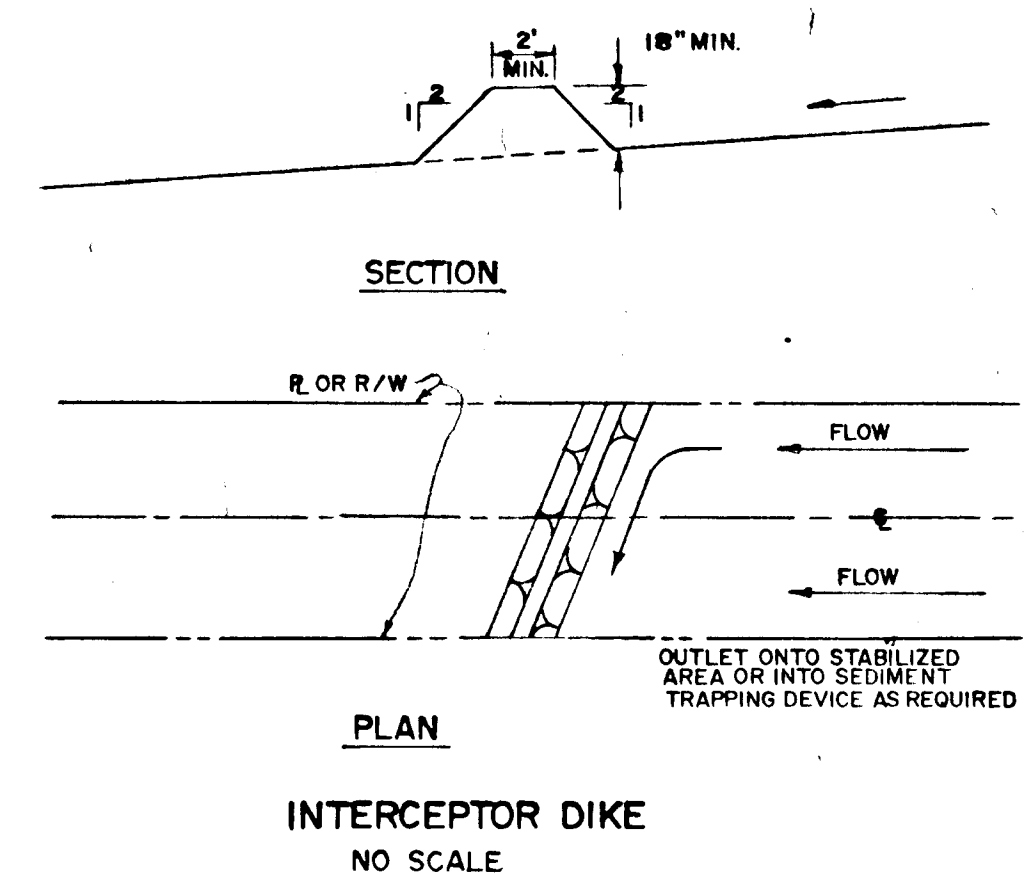 2'
MIN.
18" MIN.
1 2
2 1
SECTION
℄ OR R/W
FLOW
℄
FLOW
OUTLET ONTO STABILIZED
AREA OR INTO SEDIMENT
TRAPPING DEVICE AS REQUIRED
PLAN
INTERCEPTOR DIKE
NO SCALE